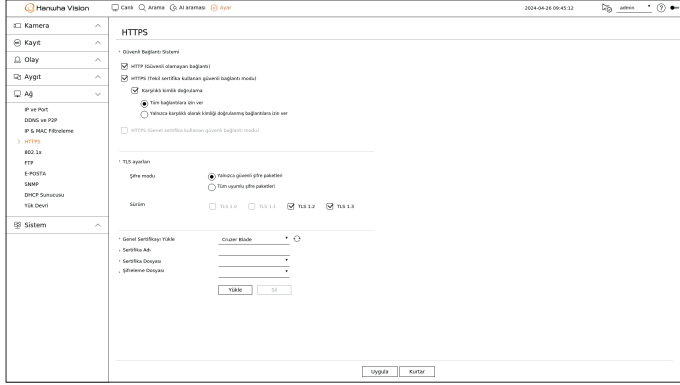 Hanwha Vision
Canlı Arama AI araması Ayar
2024-04-26 09:45:12
admin
Kamera
Kayıt
Olay
Aygıt
Ağ
IP ve Port
DDNS ve P2P
IP & MAC Filtreleme
HTTPS
802.1x
FTP
E-POSTA
SNMP
DHCP Sunucusu
Yük Devri
Sistem
HTTPS
Güvenli Bağlantı Sistemi
HTTP (Güvenli olamayan bağlantı)
HTTPS (Tekil sertifika kullanan güvenli bağlantı modu)
Karşılıklı kimlik doğrulama
Tüm bağlantılara izin ver
Yalnızca karşılıklı olarak kimliği doğrulanmış bağlantılara izin ver
HTTPS (Genel sertifika kullanan güvenli bağlantı modu)
TLS ayarları
Şifre modu
Yalnızca güvenli şifre paketleri
Tüm uyumlu şifre paketleri
Sürüm
TLS 1.0 TLS 1.1 TLS 1.2 TLS 1.3
Genel Sertifikayı Yükle Cruzer Blade
Sertifika Adı
Sertifika Dosyası
Şifreleme Dosyası
Yükle Sil
Uygula Kurtar